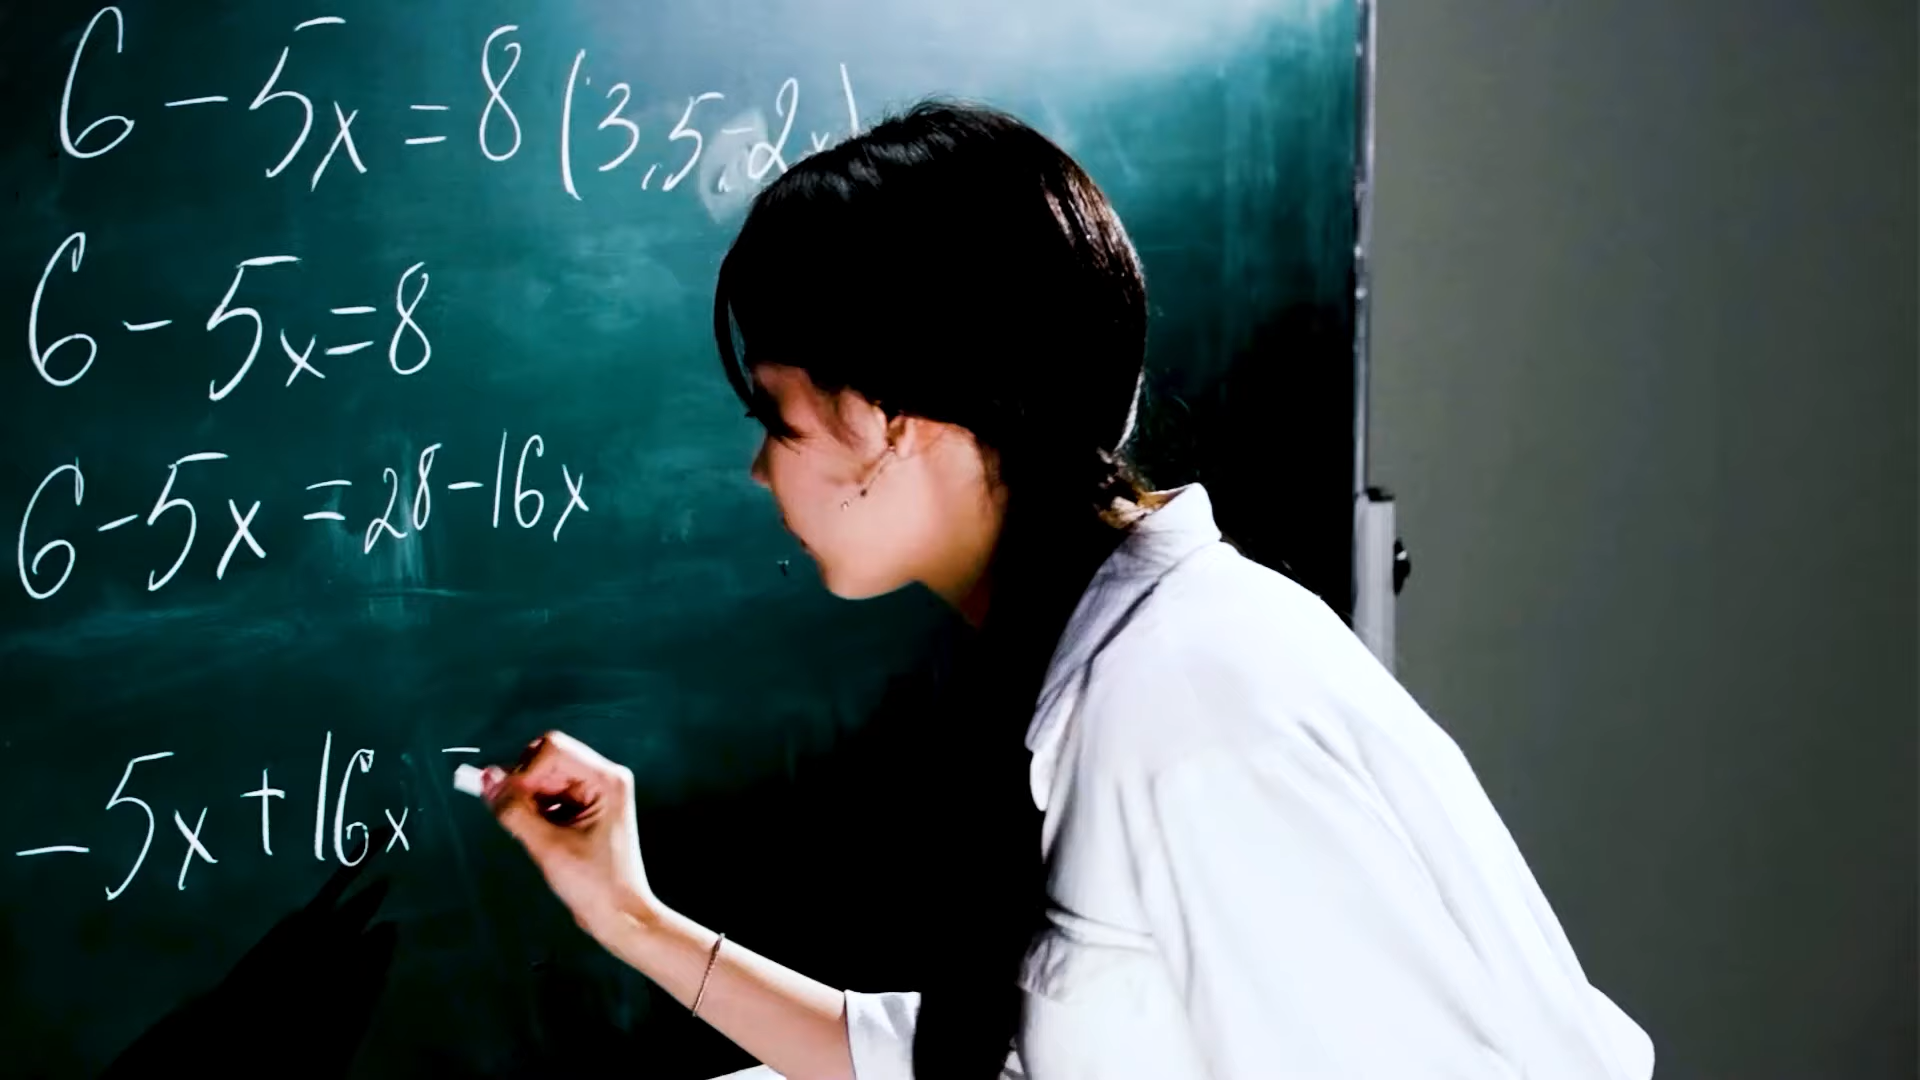 6 - 5x = 8 (3,5-2x)
6 - 5x = 8
6 - 5x = 28 - 16x
- 5x + 16x -